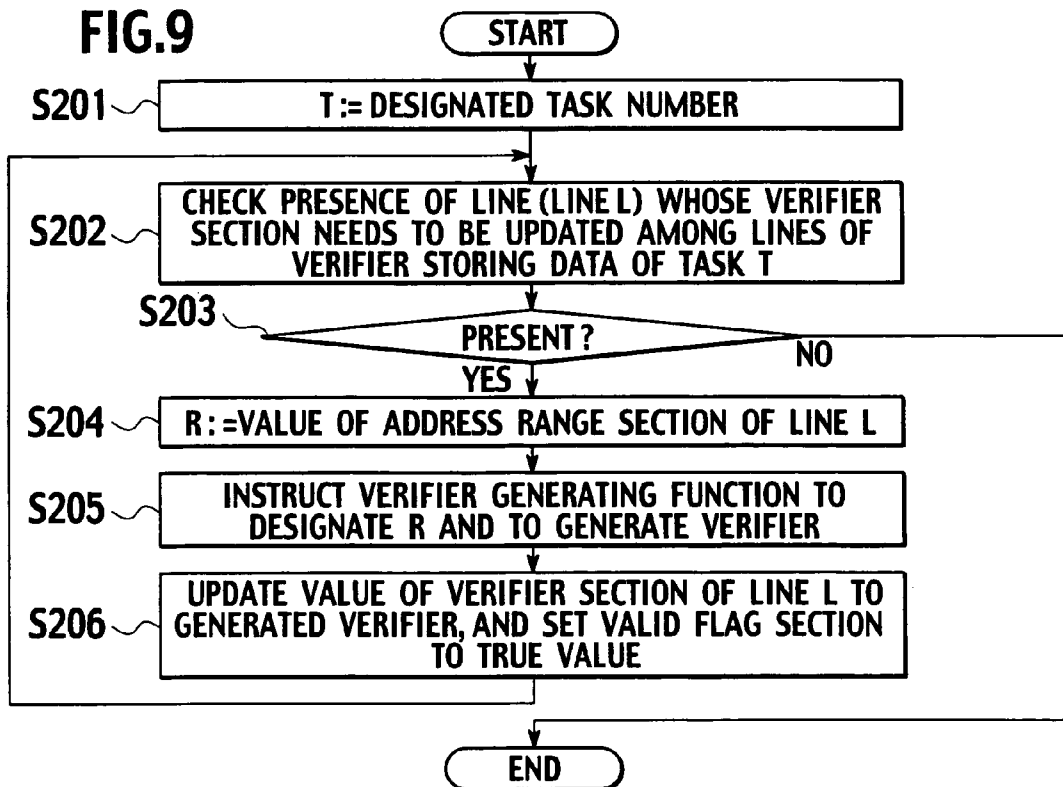 FIG.9
START
S201
T:=DESIGNATED TASK NUMBER
S202
CHECK PRESENCE OF LINE (LINE L) WHOSE VERIFIER
SECTION NEEDS TO BE UPDATED AMONG LINES OF
VERIFIER STORING DATA OF TASK T
S203
PRESENT?
NO
YES
S204
R:=VALUE OF ADDRESS RANGE SECTION OF LINE L
S205
INSTRUCT VERIFIER GENERATING FUNCTION TO
DESIGNATE R AND TO GENERATE VERIFIER
S206
UPDATE VALUE OF VERIFIER SECTION OF LINE L TO
GENERATED VERIFIER, AND SET VALID FLAG SECTION
TO TRUE VALUE
END